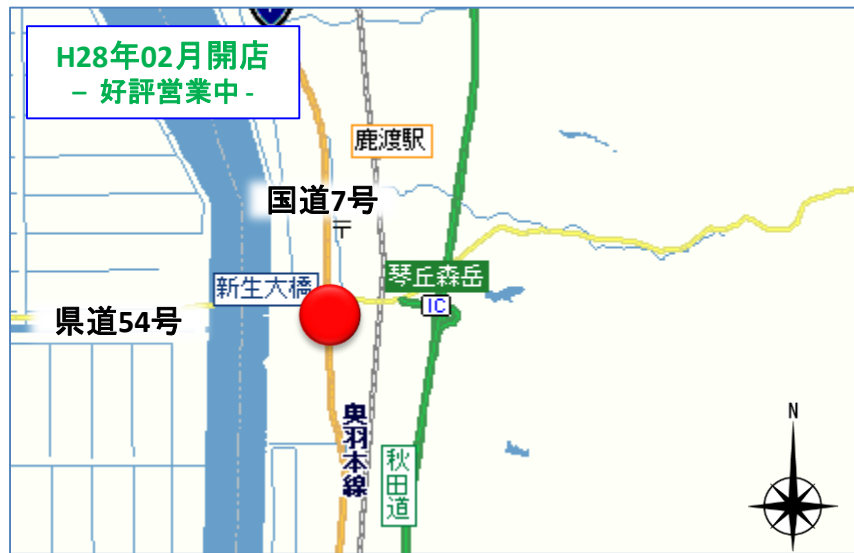 H28年02月開店
– 好評営業中 -
鹿渡駅
国道7号
〒
琴丘森岳
新生大橋
IC
県道54号
奥羽本線
秋田道
N